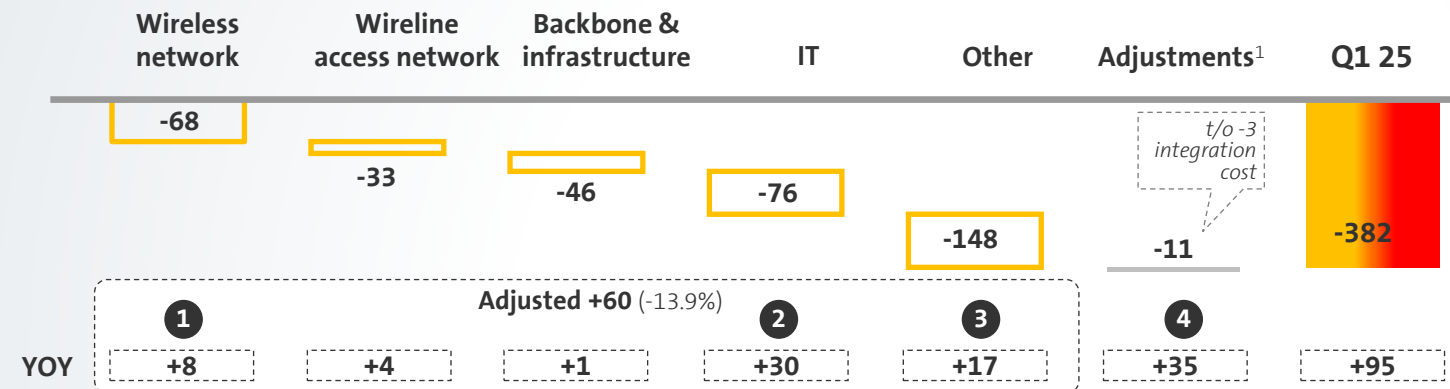 Wireless network
Wireline access network
Backbone & infrastructure
IT
Other
Adjustments¹
Q1 25
-68
-33
-46
-76
-148
t/o -3
integration
cost
-11
-382
Adjusted +60 (-13.9%)
1
2
3
4
YOY
+8
+4
+1
+30
+17
+35
+95